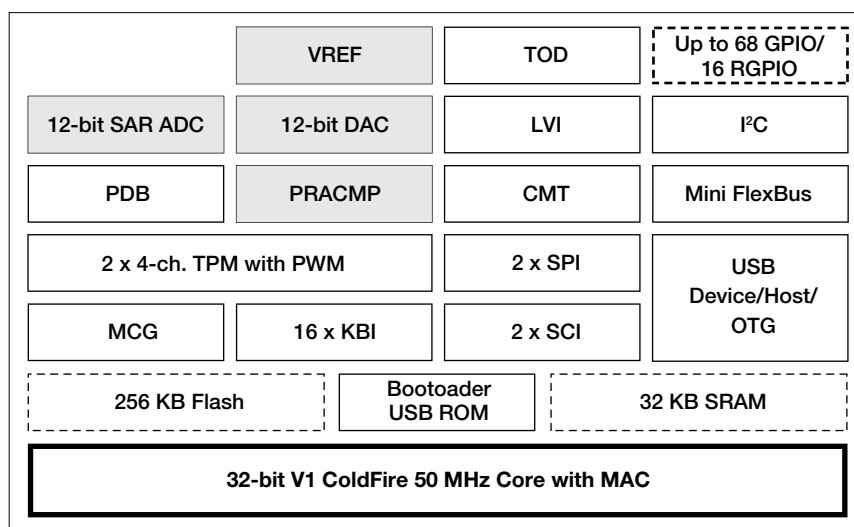 VREF
TOD
Up to 68 GPIO/
16 RGPIO
12-bit SAR ADC
12-bit DAC
LVI
I²C
PDB
PRACMP
CMT
Mini FlexBus
2 x 4-ch. TPM with PWM
2 x SPI
USB
Device/Host/
OTG
MCG
16 x KBI
2 x SCI
256 KB Flash
Bootoader
USB ROM
32 KB SRAM
32-bit V1 ColdFire 50 MHz Core with MAC